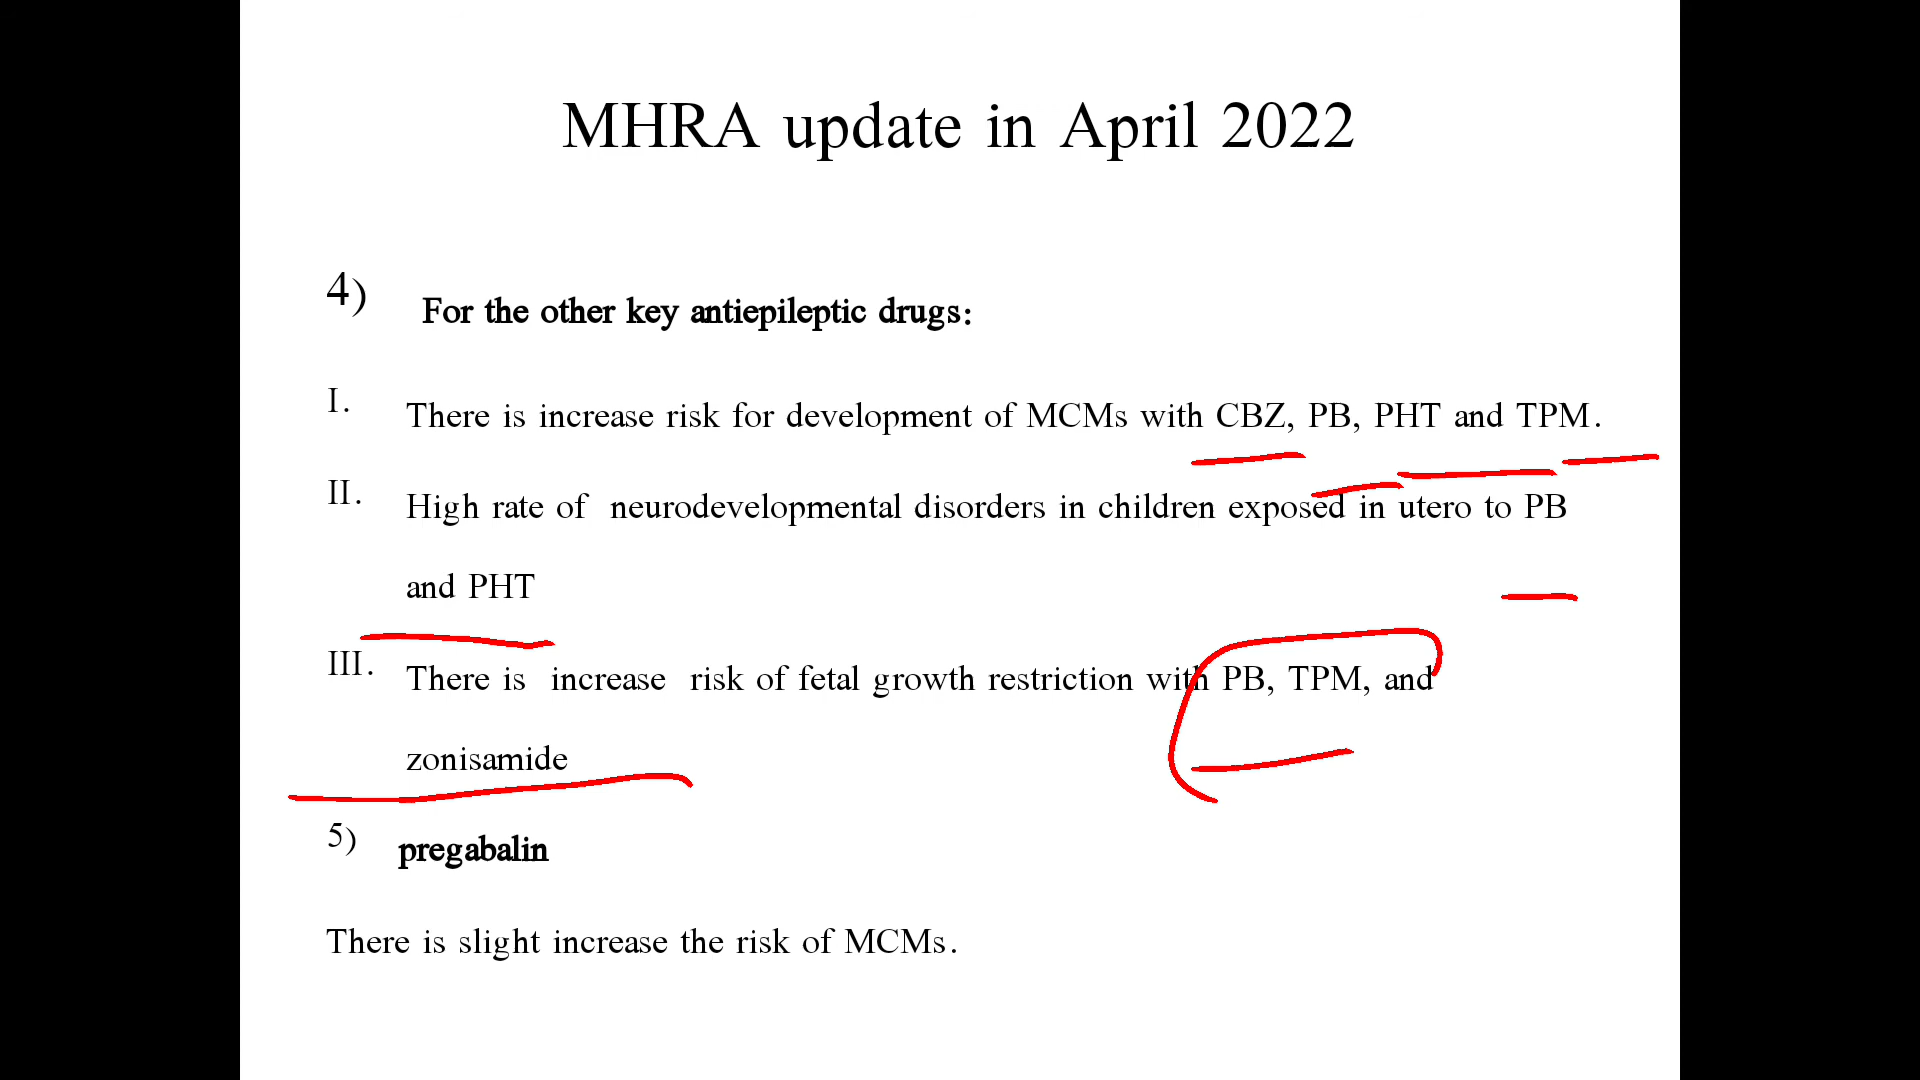 MHRA update in April 2022
4) For the other key antiepileptic drugs:
I. There is increase risk for development of MCMs with CBZ, PB, PHT and TPM.
II. High rate of neurodevelopmental disorders in children exposed in utero to PB
and PHT
III. There is increase risk of fetal growth restriction with PB, TPM, and
zonisamide
5) pregabalin
There is slight increase the risk of MCMs.